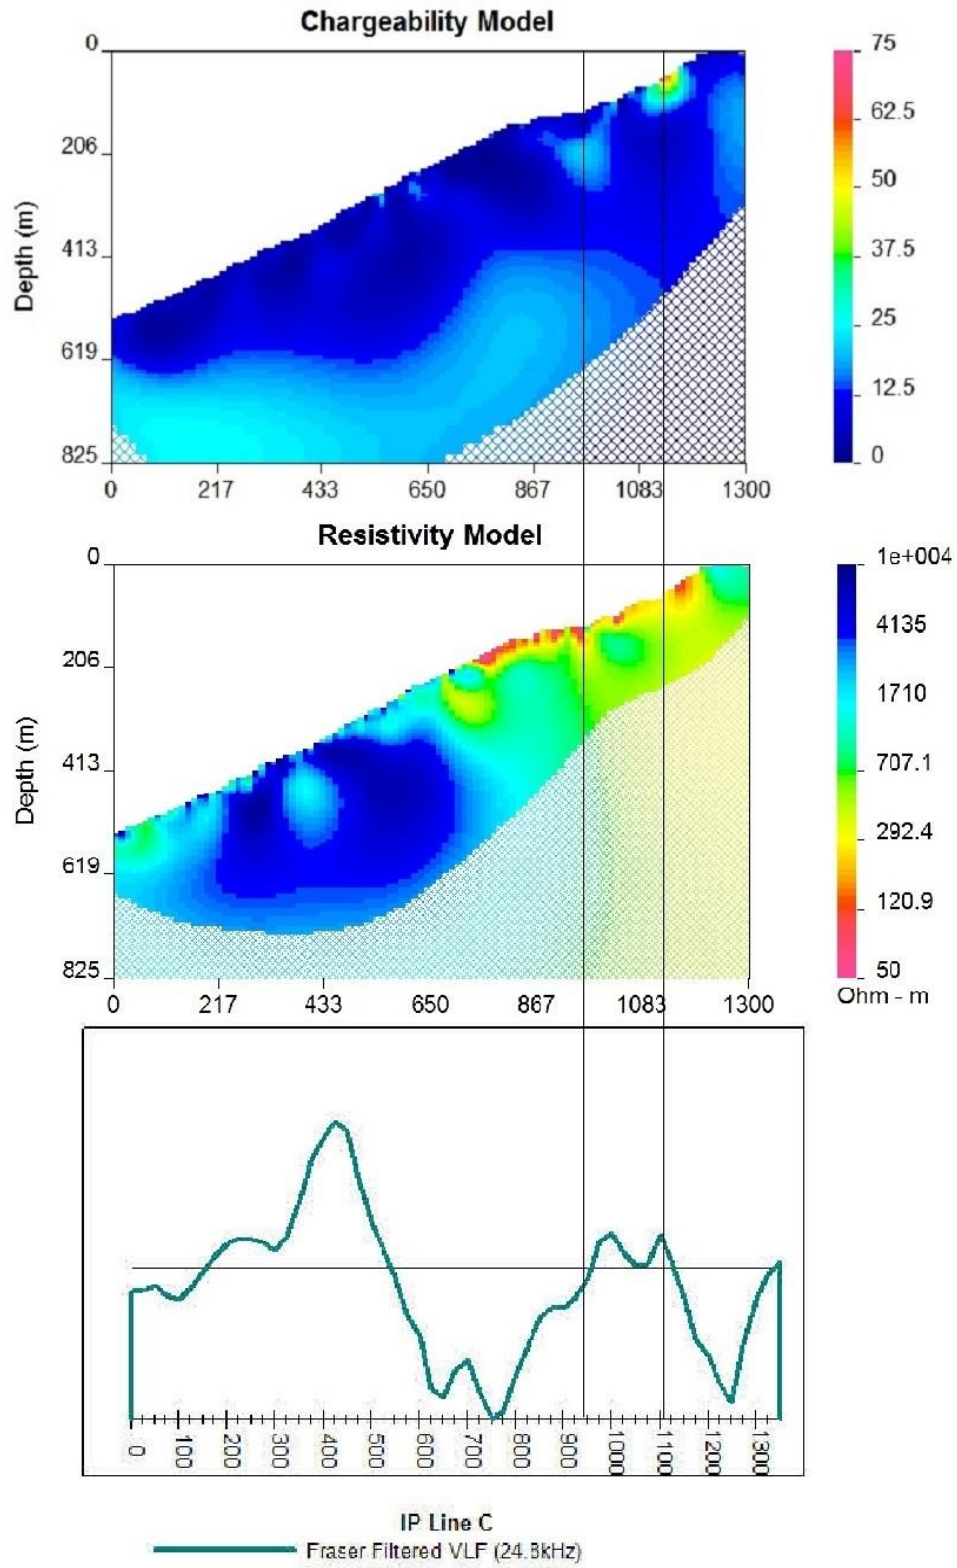 Chargeability Model
Depth (m)
0
206
413
619
825
0 217 433 650 867 1083 1300
75
62.5
50
37.5
25
12.5
0
Resistivity Model
Depth (m)
0
206
413
619
825
0 217 433 650 867 1083 1300
1e+004
4135
1710
707.1
292.4
120.9
50
Ohm - m
0 100 200 300 400 500 600 700 800 900 1000 1100 1200 1300
IP Line C
Fraser Filtered VLF (24.8kHz)